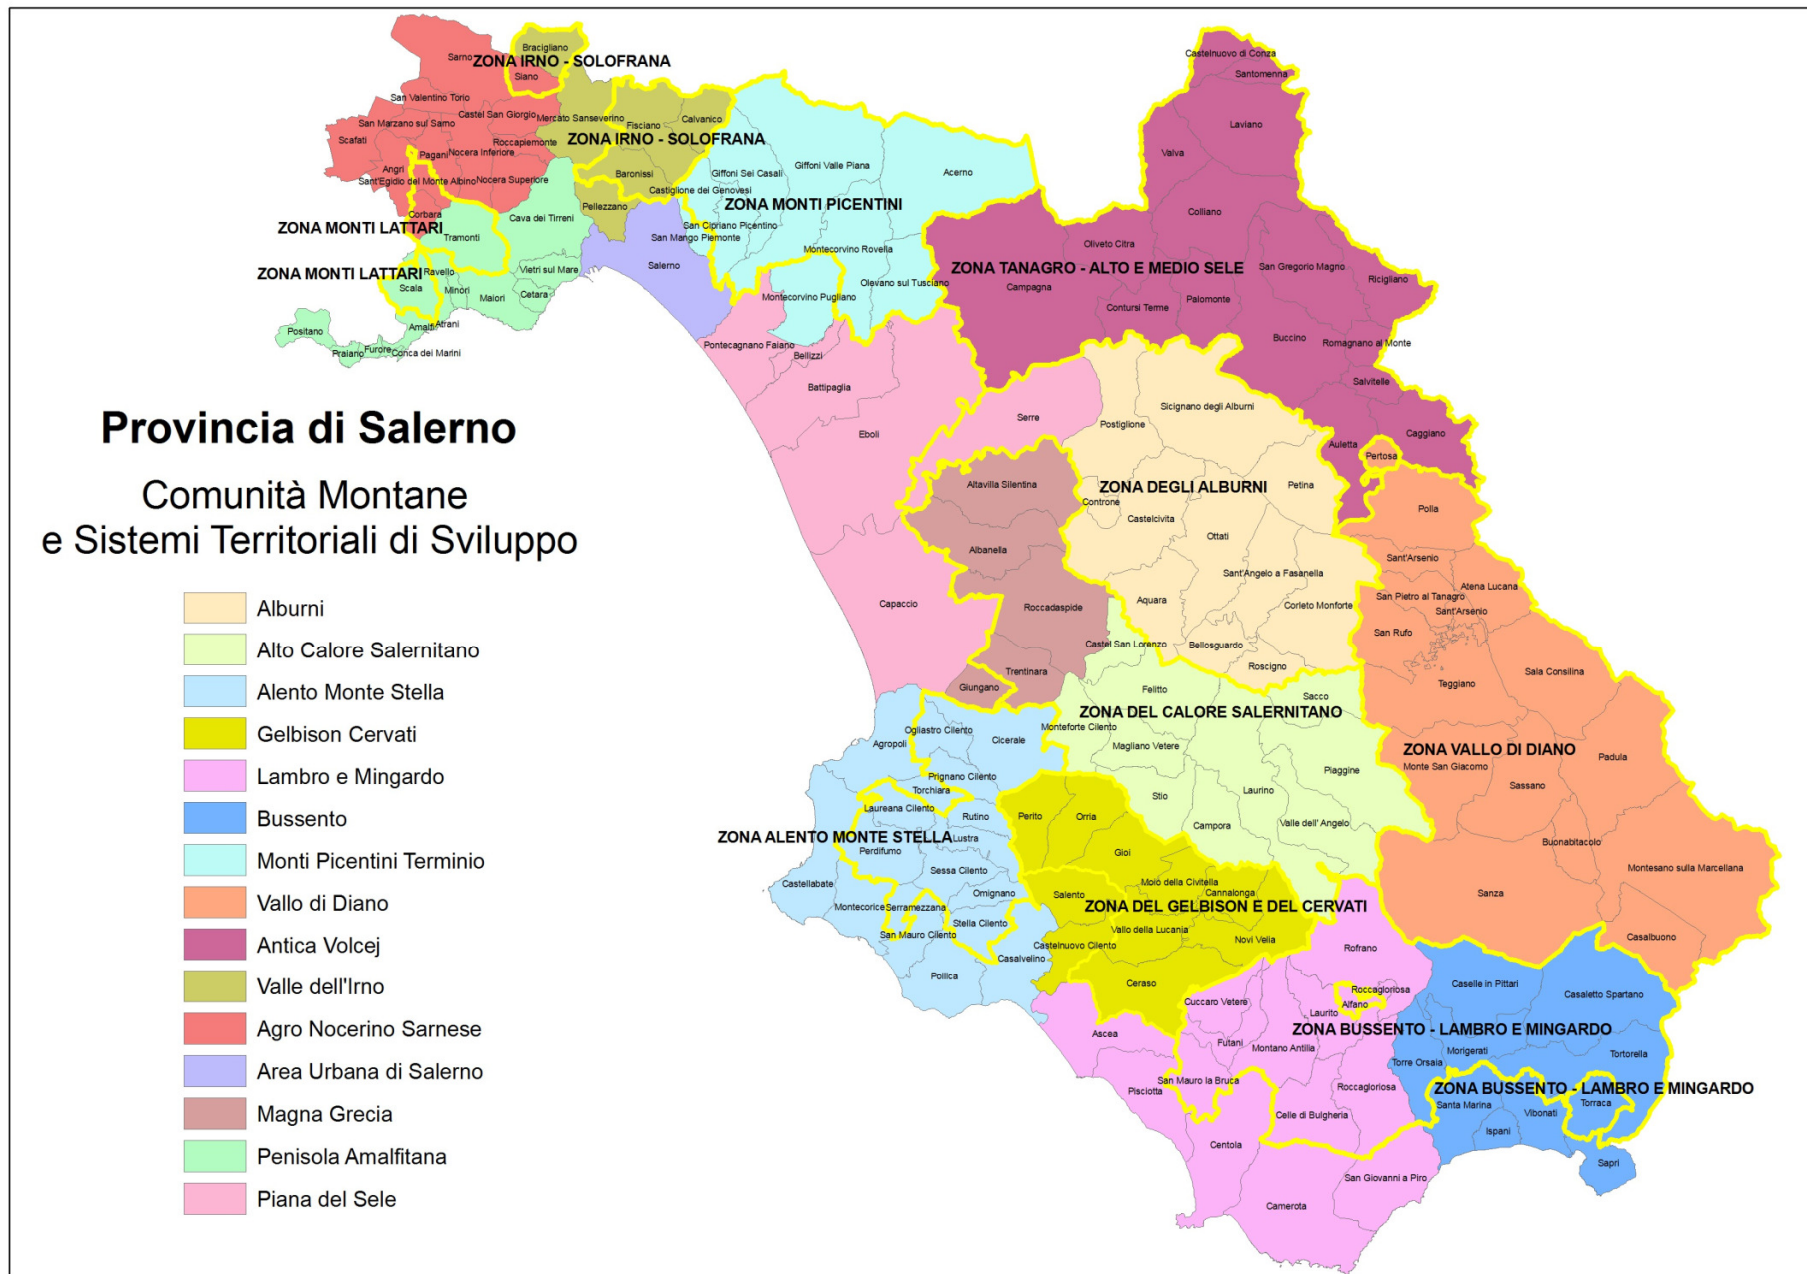 Provincia di Salerno
Comunità Montane
e Sistemi Territoriali di Sviluppo
Alburni
Alto Calore Salernitano
Alento Monte Stella
Gelbison Cervati
Lambro e Mingardo
Bussento
Monti Picentini Terminio
Vallo di Diano
Antica Volcej
Valle dell'Irno
Agro Nocerino Sarnese
Area Urbana di Salerno
Magna Grecia
Penisola Amalfitana
Piana del Sele
Bracigliano
Sarno
ZONA IRNO - SOLOFRANA
Siano
San Valentino Torio
Castel San Giorgio
Mercato Sanseverino
San Marzano sul Sarno
Fisciano
Calvanico
Scafati
Roccapiemonte
ZONA IRNO - SOLOFRANA
Pagani
Nocera Inferiore
Angri
Baronissi
Sant'Egidio del Monte Albino
Nocera Superiore
Castiglione dei Genovesi
Giffoni Sei Casali
Giffoni Valle Piana
Acerno
Pellezzano
ZONA MONTI PICENTINI
Corbara
Cava dei Tirreni
ZONA MONTI LATTARI
Tramonti
San Cipriano Picentino
San Mango Piemonte
Montecorvino Rovella
Salerno
ZONA MONTI LATTARI
Ravello
Vietri sul Mare
Scala
Minori
Maiori
Cetara
Olevano sul Tusciano
Montecorvino Pugliano
Amalfi
Atrani
Positano
Praiano
Furore
Conca dei Marini
Pontecagnano Faiano
Bellizzi
Battipaglia
Eboli
Serre
Capaccio
Castelnuovo di Conza
Santomenna
Laviano
Valva
Colliano
Oliveto Citra
ZONA TANAGRO - ALTO E MEDIO SELE
San Gregorio Magno
Ricigliano
Campagna
Contursi Terme
Palomonte
Buccino
Romagnano al Monte
Salvitelle
Caggiano
Auletta
Pertosa
Sicignano degli Alburni
Postiglione
Petina
ZONA DEGLI ALBURNI
Controne
Castelcivita
Ottati
Sant'Angelo a Fasanella
Aquara
Corleto Monforte
Bellosguardo
Roscigno
Altavilla Silentina
Albanella
Roccadaspide
Trentinara
Giungano
Polla
Sant'Arsenio
Atena Lucana
San Pietro al Tanagro
Sant'Arsenio
San Rufo
Sala Consilina
Teggiano
ZONA VALLO DI DIANO
Monte San Giacomo
Padula
Sassano
Buonabitacolo
Montesano sulla Marcellana
Sanza
Casalbuono
Castel San Lorenzo
Felitto
Sacco
ZONA DEL CALORE SALERNITANO
Monteforte Cilento
Magliano Vetere
Piaggine
Stio
Laurino
Campora
Valle dell' Angelo
Ogliastro Cilento
Cicerale
Agropoli
Prignano Cilento
Torchiara
Laureana Cilento
Rutino
ZONA ALENTO MONTE STELLA
Lustra
Perdifumo
Sessa Cilento
Castellabate
Omignano
Montecorice
Serramezzana
Stella Cilento
San Mauro Cilento
Casalvelino
Pollica
Perito
Orria
Gioi
Moio della Civitella
Salento
Cannalonga
ZONA DEL GELBISON E DEL CERVATI
Vallo della Lucania
Castelnuovo Cilento
Novi Velia
Ceraso
Rofrano
Cuccaro Vetere
Roccagloriosa
Alfano
Laurito
ZONA BUSSENTO - LAMBRO E MINGARDO
Ascea
Futani
Montano Antilia
Pisciotta
San Mauro la Bruca
Roccagloriosa
Celle di Bulgheria
Centola
San Giovanni a Piro
Camerota
Caselle in Pittari
Casaletto Spartano
Morigerati
Tortorella
Torre Orsaia
ZONA BUSSENTO - LAMBRO E MINGARDO
Santa Marina
Vibonati
Torraca
Ispani
Sapri